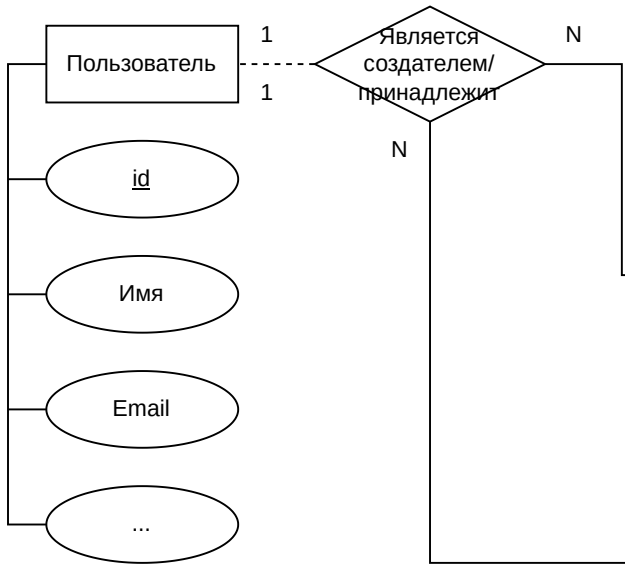 Пользователь
1
1
Является
создателем/
принадлежит
N
N
id
Имя
Email
...